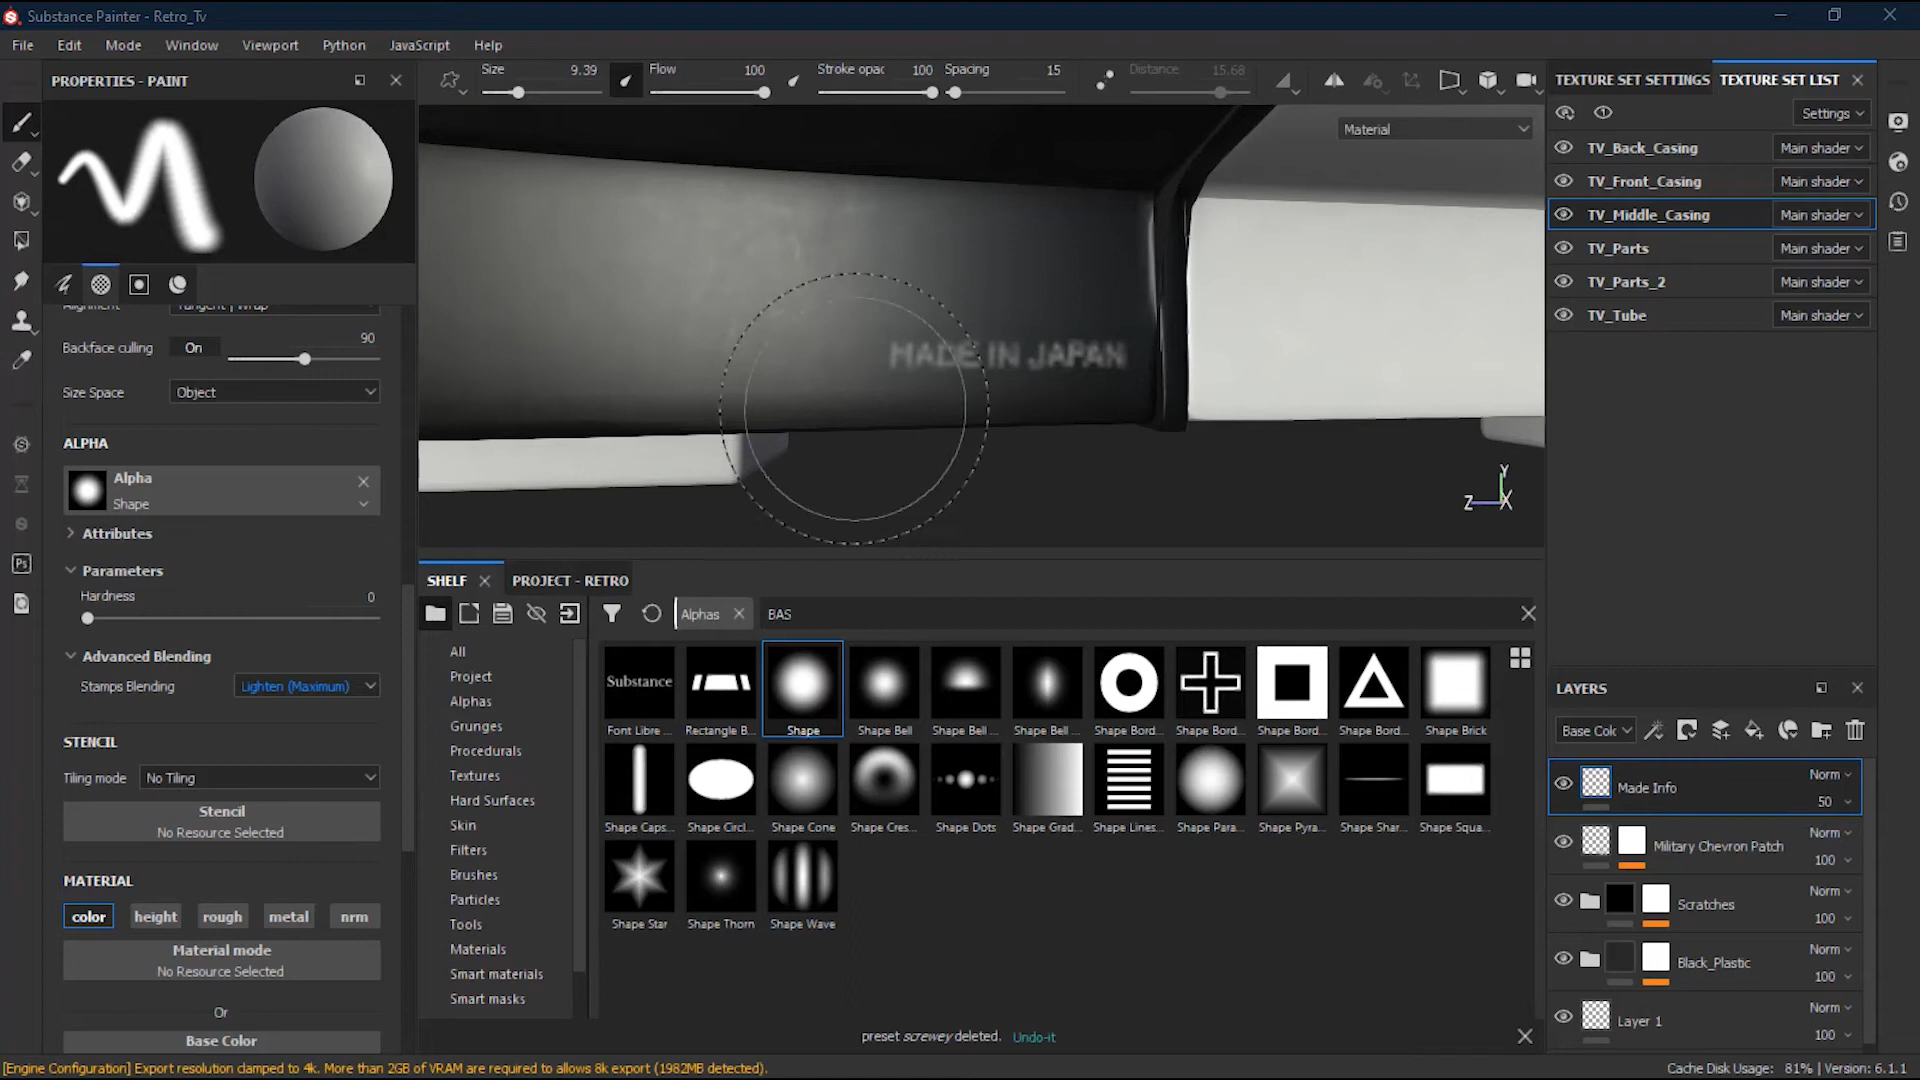 Substance Painter - Retro_Tv
File Edit Mode Window Viewport Python JavaScript Help
PROPERTIES - PAINT
Size 9.39
Flow 100
Stroke opac 100
Spacing 15
Distance 15.68
TEXTURE SET SETTINGS TEXTURE SET LIST
Settings
Material
TV_Back_Casing Main shader
TV_Front_Casing Main shader
TV_Middle_Casing Main shader
TV_Parts Main shader
TV_Parts_2 Main shader
TV_Tube Main shader
MADE IN JAPAN
Y
Z X
Alignment Tangent | Wrap
Backface culling On 90
Size Space Object
ALPHA
Alpha
Shape
Attributes
Parameters
Hardness 0
Advanced Blending
Stamps Blending Lighten (Maximum)
STENCIL
Tiling mode No Tiling
Stencil
No Resource Selected
MATERIAL
color height rough metal nrm
Material mode
No Resource Selected
Or
Base Color
Ps
SHELF PROJECT - RETRO
Alphas BAS
All
Project
Alphas
Grunges
Procedurals
Textures
Hard Surfaces
Skin
Filters
Brushes
Particles
Tools
Materials
Smart materials
Smart masks
Substance
Font Libre ... Rectangle B... Shape Shape Bell Shape Bell ... Shape Bell ... Shape Bord... Shape Bord... Shape Bord... Shape Bord... Shape Brick
Shape Caps... Shape Circl... Shape Cone Shape Cres... Shape Dots Shape Grad... Shape Lines... Shape Para... Shape Pyra... Shape Shar... Shape Squa...
Shape Star Shape Thorn Shape Wave
preset screwey deleted. Undo-it
LAYERS
Base Col
Made Info Norm 50
Military Chevron Patch Norm 100
Scratches Norm 100
Black_Plastic Norm 100
Layer 1 Norm 100
[Engine Configuration] Export resolution clamped to 4k. More than 2GB of VRAM are required to allows 8k export (1982MB detected).
Cache Disk Usage: 81% | Version: 6.1.1